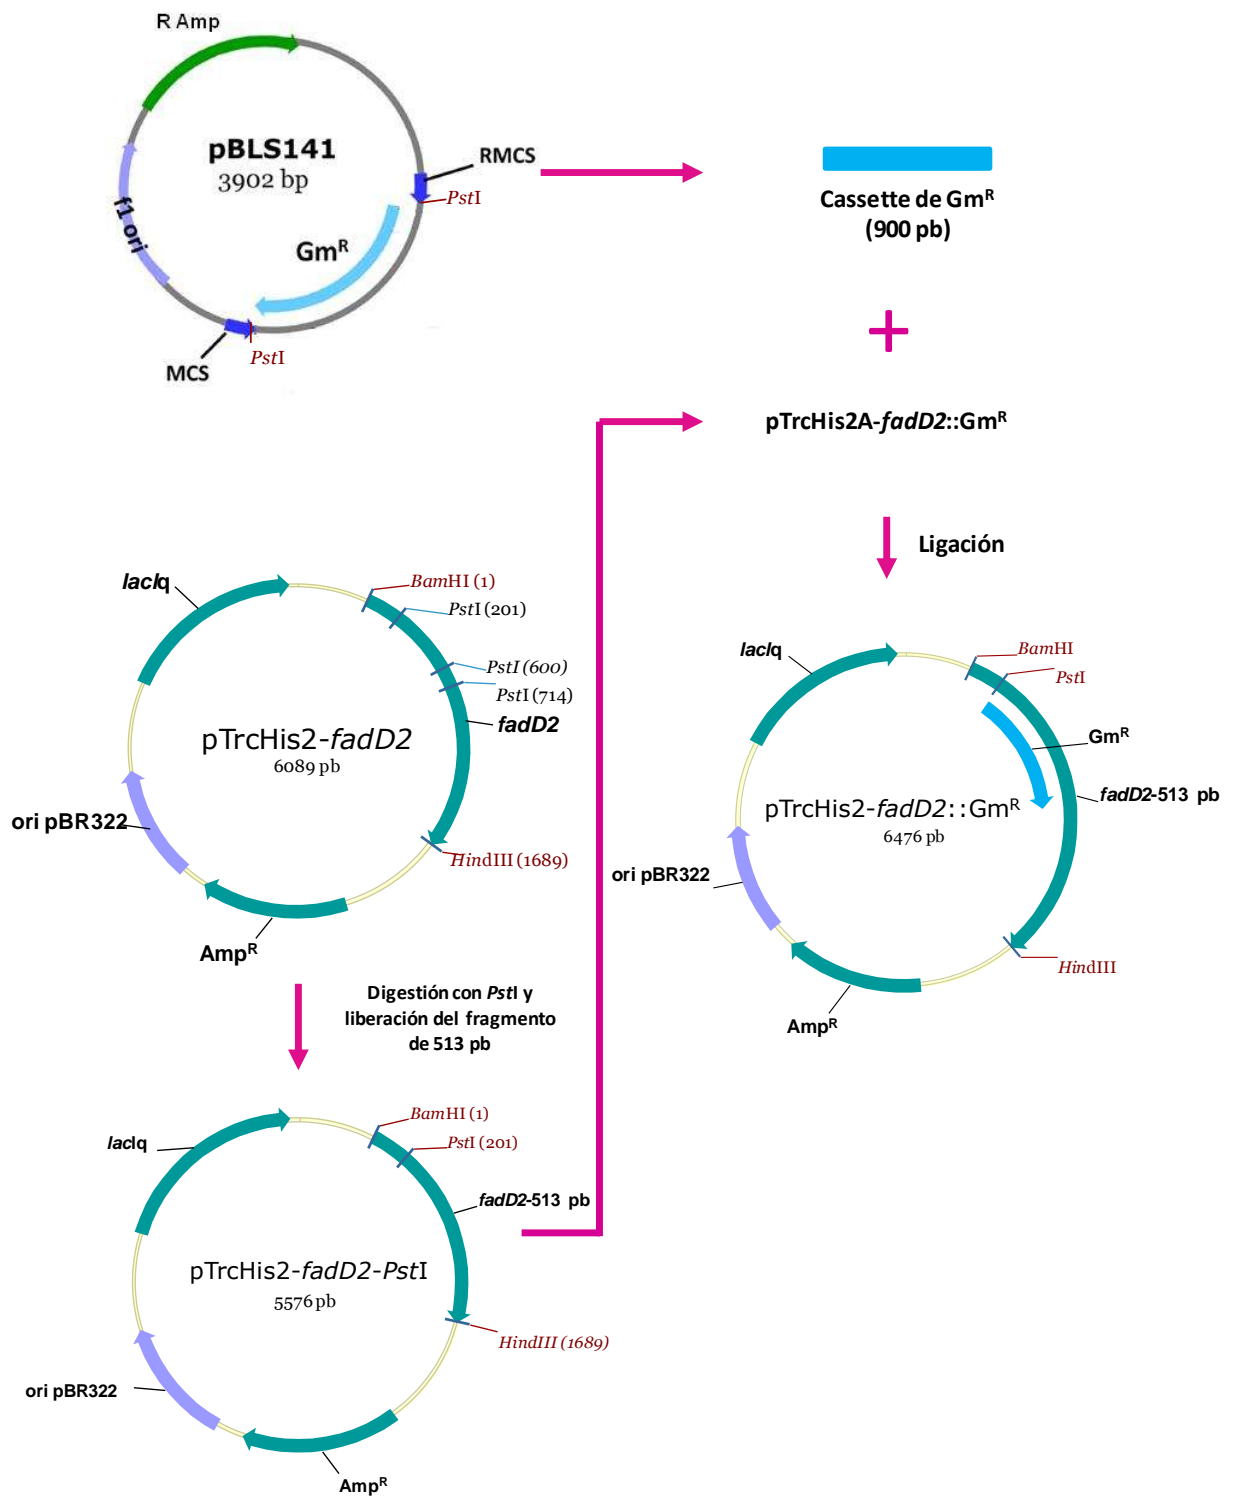 R Amp
pBLS141
3902 bp
RMCS
PstI
f1 ori
GmR
MCS
PstI
Cassette de GmR
(900 pb)
+
pTrcHis2A-fadD2::GmR
Ligación
lacIq
BamHI (1)
PstI (201)
PstI (600)
PstI (714)
fadD2
pTrcHis2-fadD2
6089 pb
ori pBR322
HindIII (1689)
AmpR
Digestión con PstI y
liberación del fragmento
de 513 pb
lacIq
BamHI
PstI
GmR
fadD2-513 pb
pTrcHis2-fadD2::GmR
6476 pb
ori pBR322
HindIII
AmpR
lacIq
BamHI (1)
PstI (201)
fadD2-513 pb
pTrcHis2-fadD2-PstI
5576 pb
HindIII (1689)
ori pBR322
AmpR